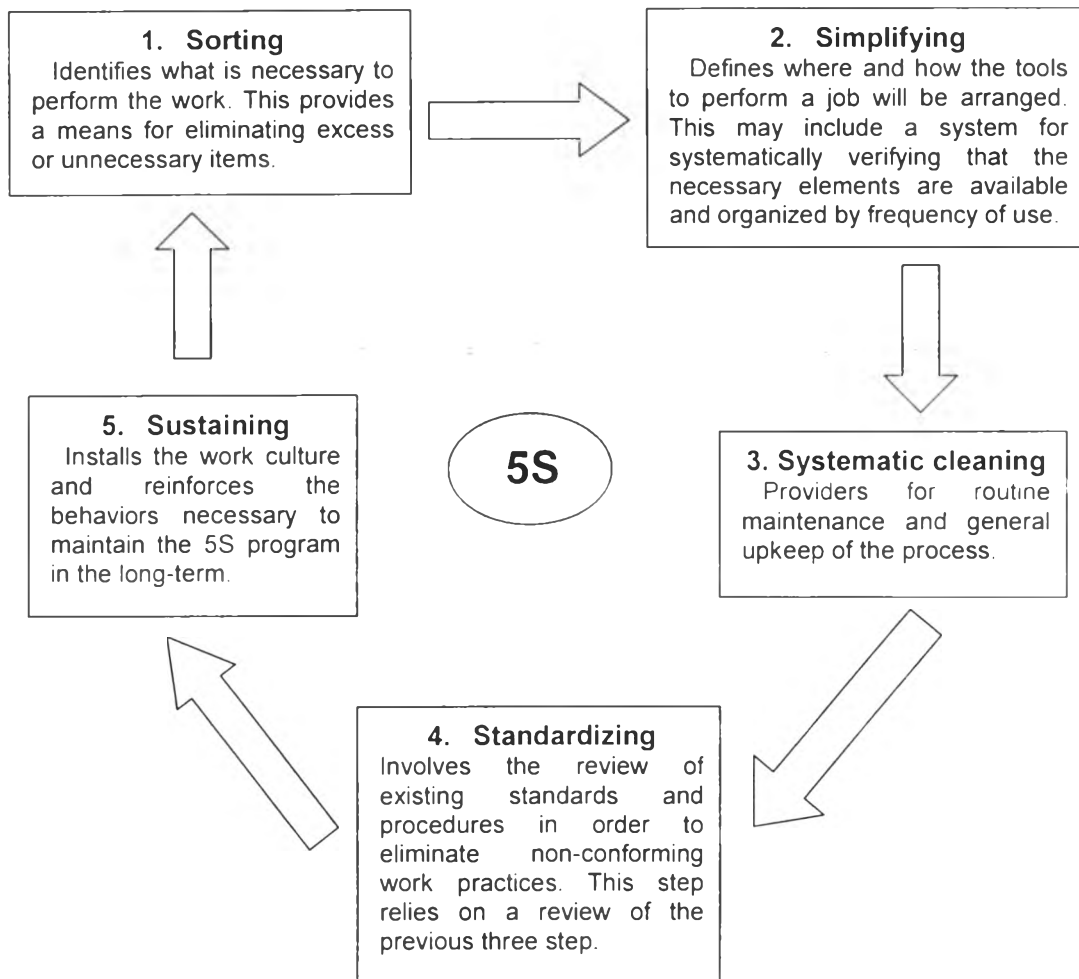 1. Sorting
Identifies what is necessary to
perform the work. This provides
a means for eliminating excess
or unnecessary items.
2. Simplifying
Defines where and how the tools
to perform a job will be arranged.
This may include a system for
systematically verifying that the
necessary elements are available
and organized by frequency of use.
3. Systematic cleaning
Providers for routine
maintenance and general
upkeep of the process.
4. Standardizing
Involves the review of
existing standards and
procedures in order to
eliminate non-conforming
work practices. This step
relies on a review of the
previous three step.
5. Sustaining
Installs the work culture
and reinforces the
behaviors necessary to
maintain the 5S program
in the long-term.
5S